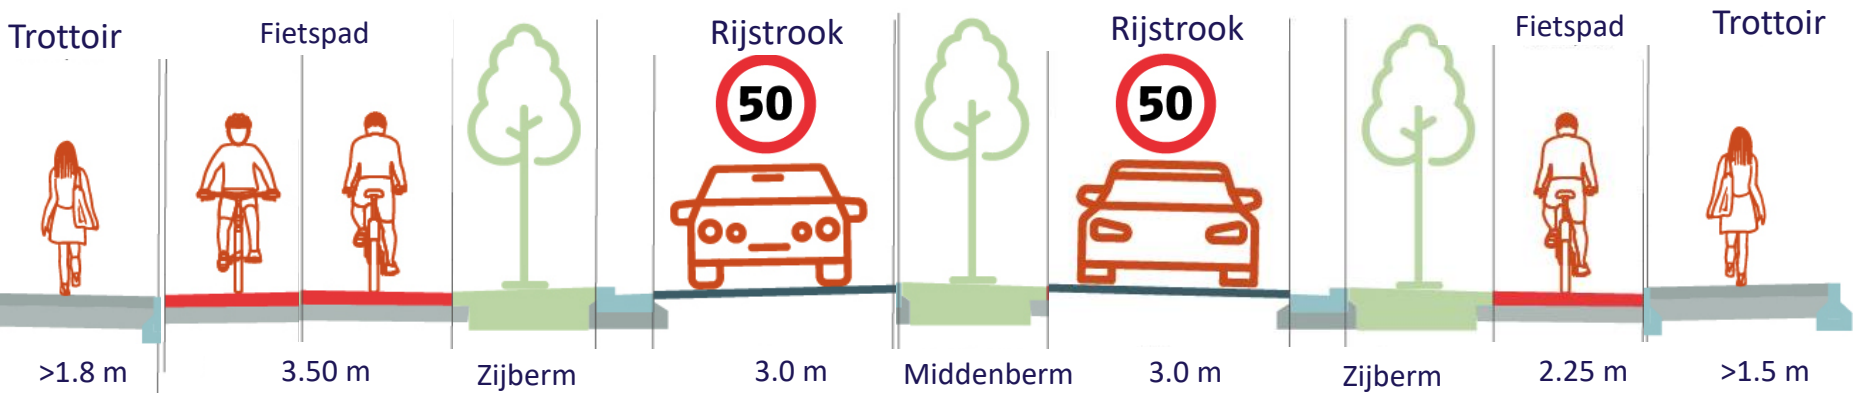 Trottoir
Fietspad
Rijstrook
Rijstrook
Fietspad
Trottoir
50
50
>1.8 m
3.50 m
Zijberm
3.0 m
Middenberm
3.0 m
Zijberm
2.25 m
>1.5 m